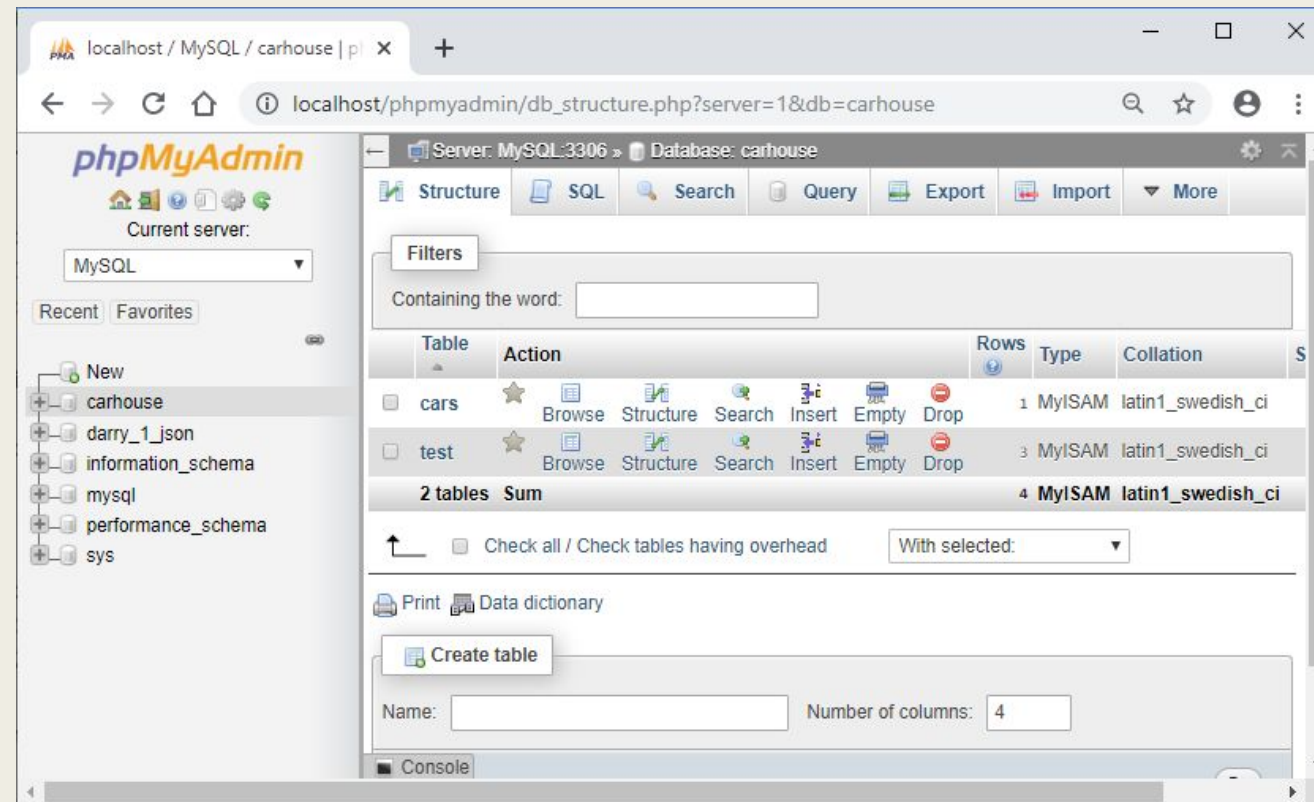 PMA localhost / MySQL / carhouse | p
localhost/phpmyadmin/db_structure.php?server=1&db=carhouse
phpMyAdmin
Current server:
MySQL
Recent Favorites
New
carhouse
darry_1_json
information_schema
mysql
performance_schema
sys
Server: MySQL:3306 » Database: carhouse
Structure SQL Search Query Export Import More
Filters
Containing the word:
Table Action Rows Type Collation S
cars Browse Structure Search Insert Empty Drop 1 MyISAM latin1_swedish_ci
test Browse Structure Search Insert Empty Drop 3 MyISAM latin1_swedish_ci
2 tables Sum 4 MyISAM latin1_swedish_ci
Check all / Check tables having overhead With selected:
Print Data dictionary
Create table
Name: Number of columns: 4
Console